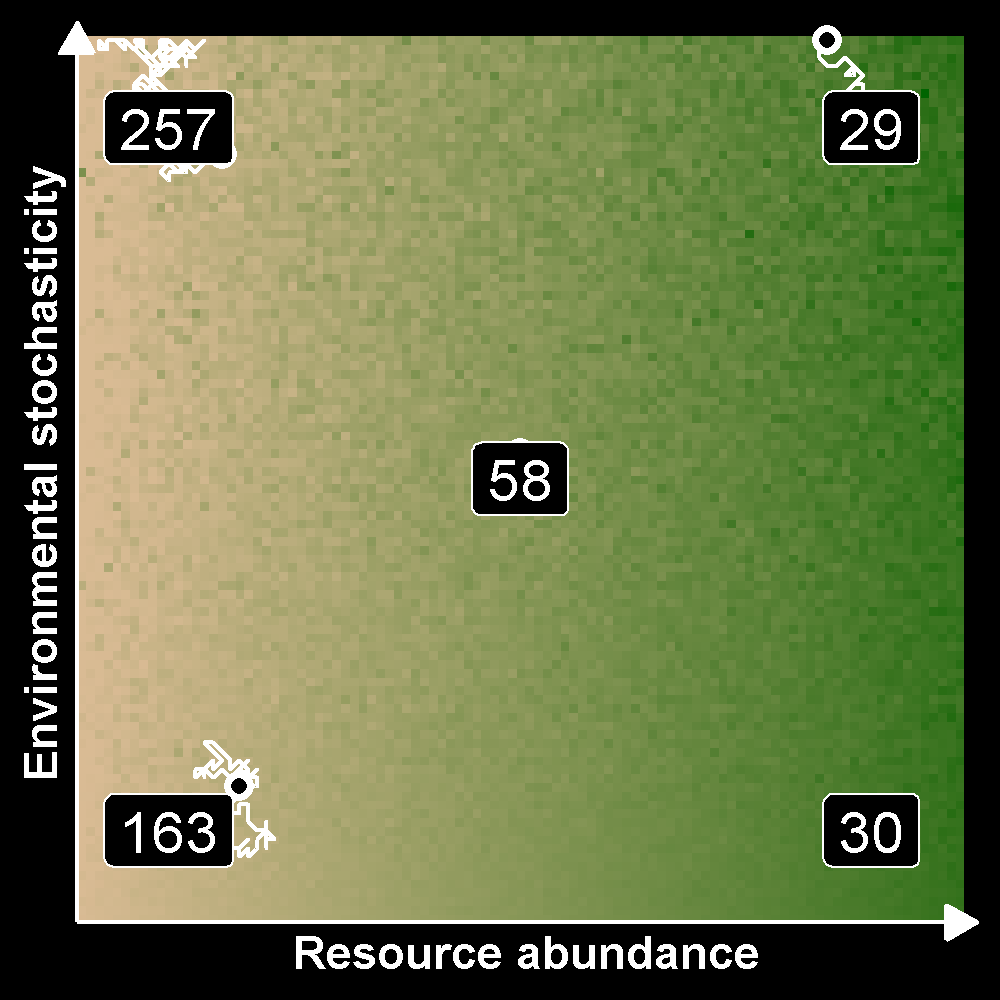 257
29
Environmental stochasticity
58
163
30
Resource abundance